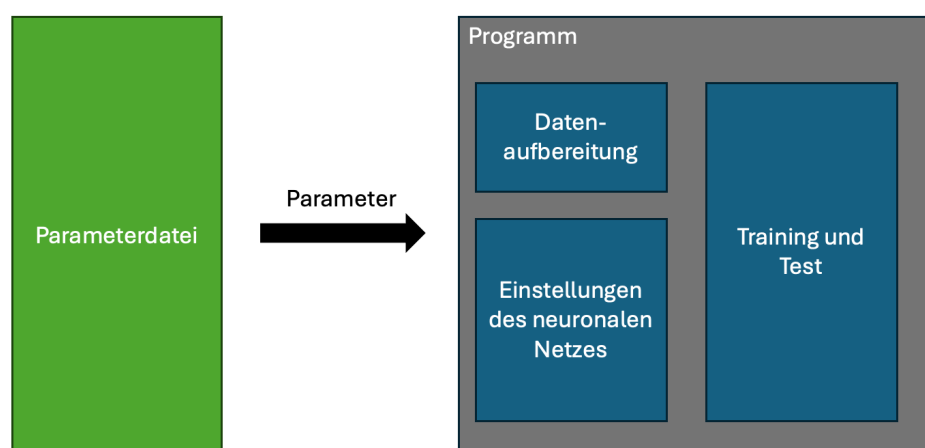 Programm
Daten-
aufbereitung
Parameter
Parameterdatei
Training und
Test
Einstellungen
des neuronalen
Netzes